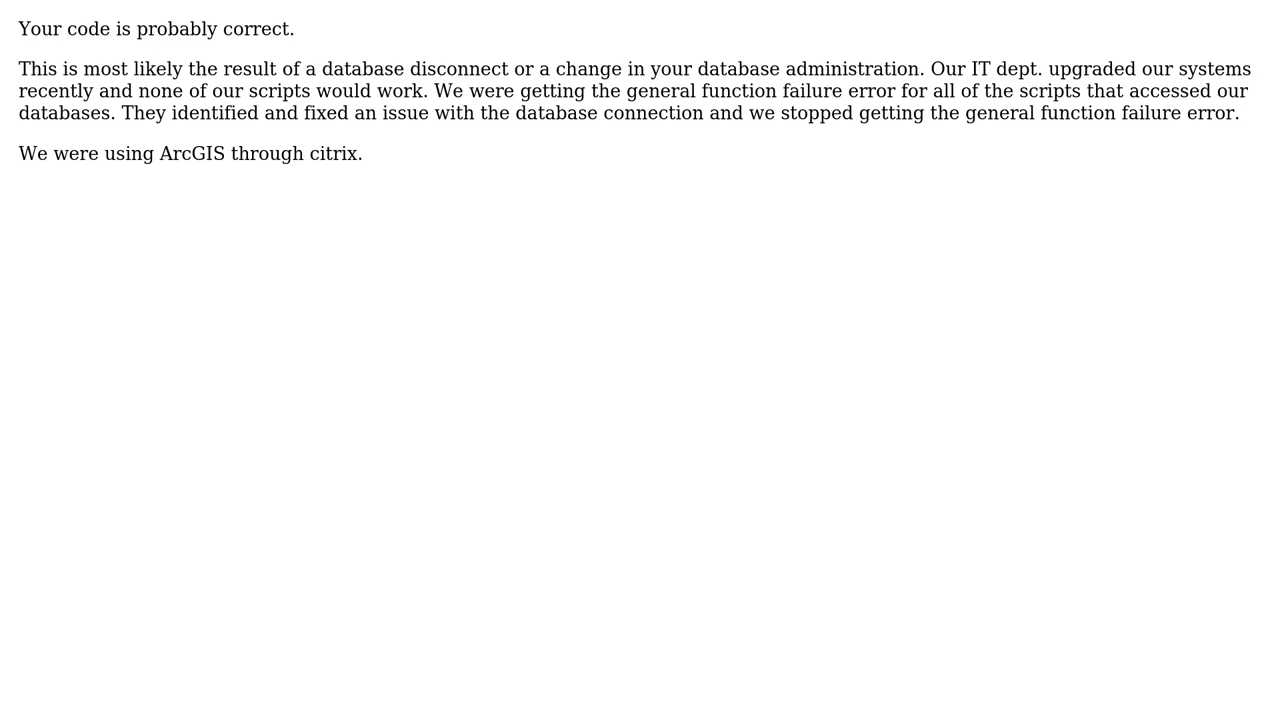 Your code is probably correct.
This is most likely the result of a database disconnect or a change in your database administration. Our IT dept. upgraded our systems
recently and none of our scripts would work. We were getting the general function failure error for all of the scripts that accessed our
databases. They identified and fixed an issue with the database connection and we stopped getting the general function failure error.
We were using ArcGIS through citrix.